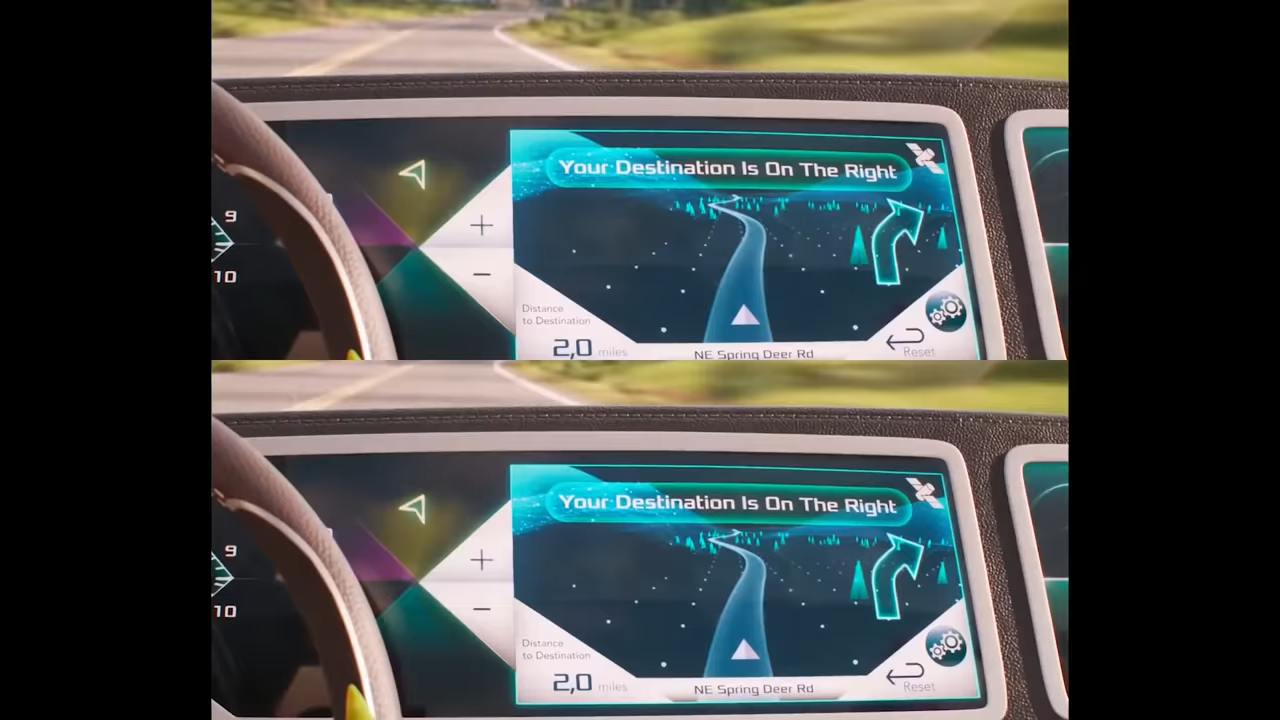 Your Destination Is On The Right
9
+
10
−
Distance
to Destination
2,0 miles
NE Spring Deer Rd
Reset
Your Destination Is On The Right
9
+
10
−
Distance
to Destination
2,0 miles
NE Spring Deer Rd
Reset